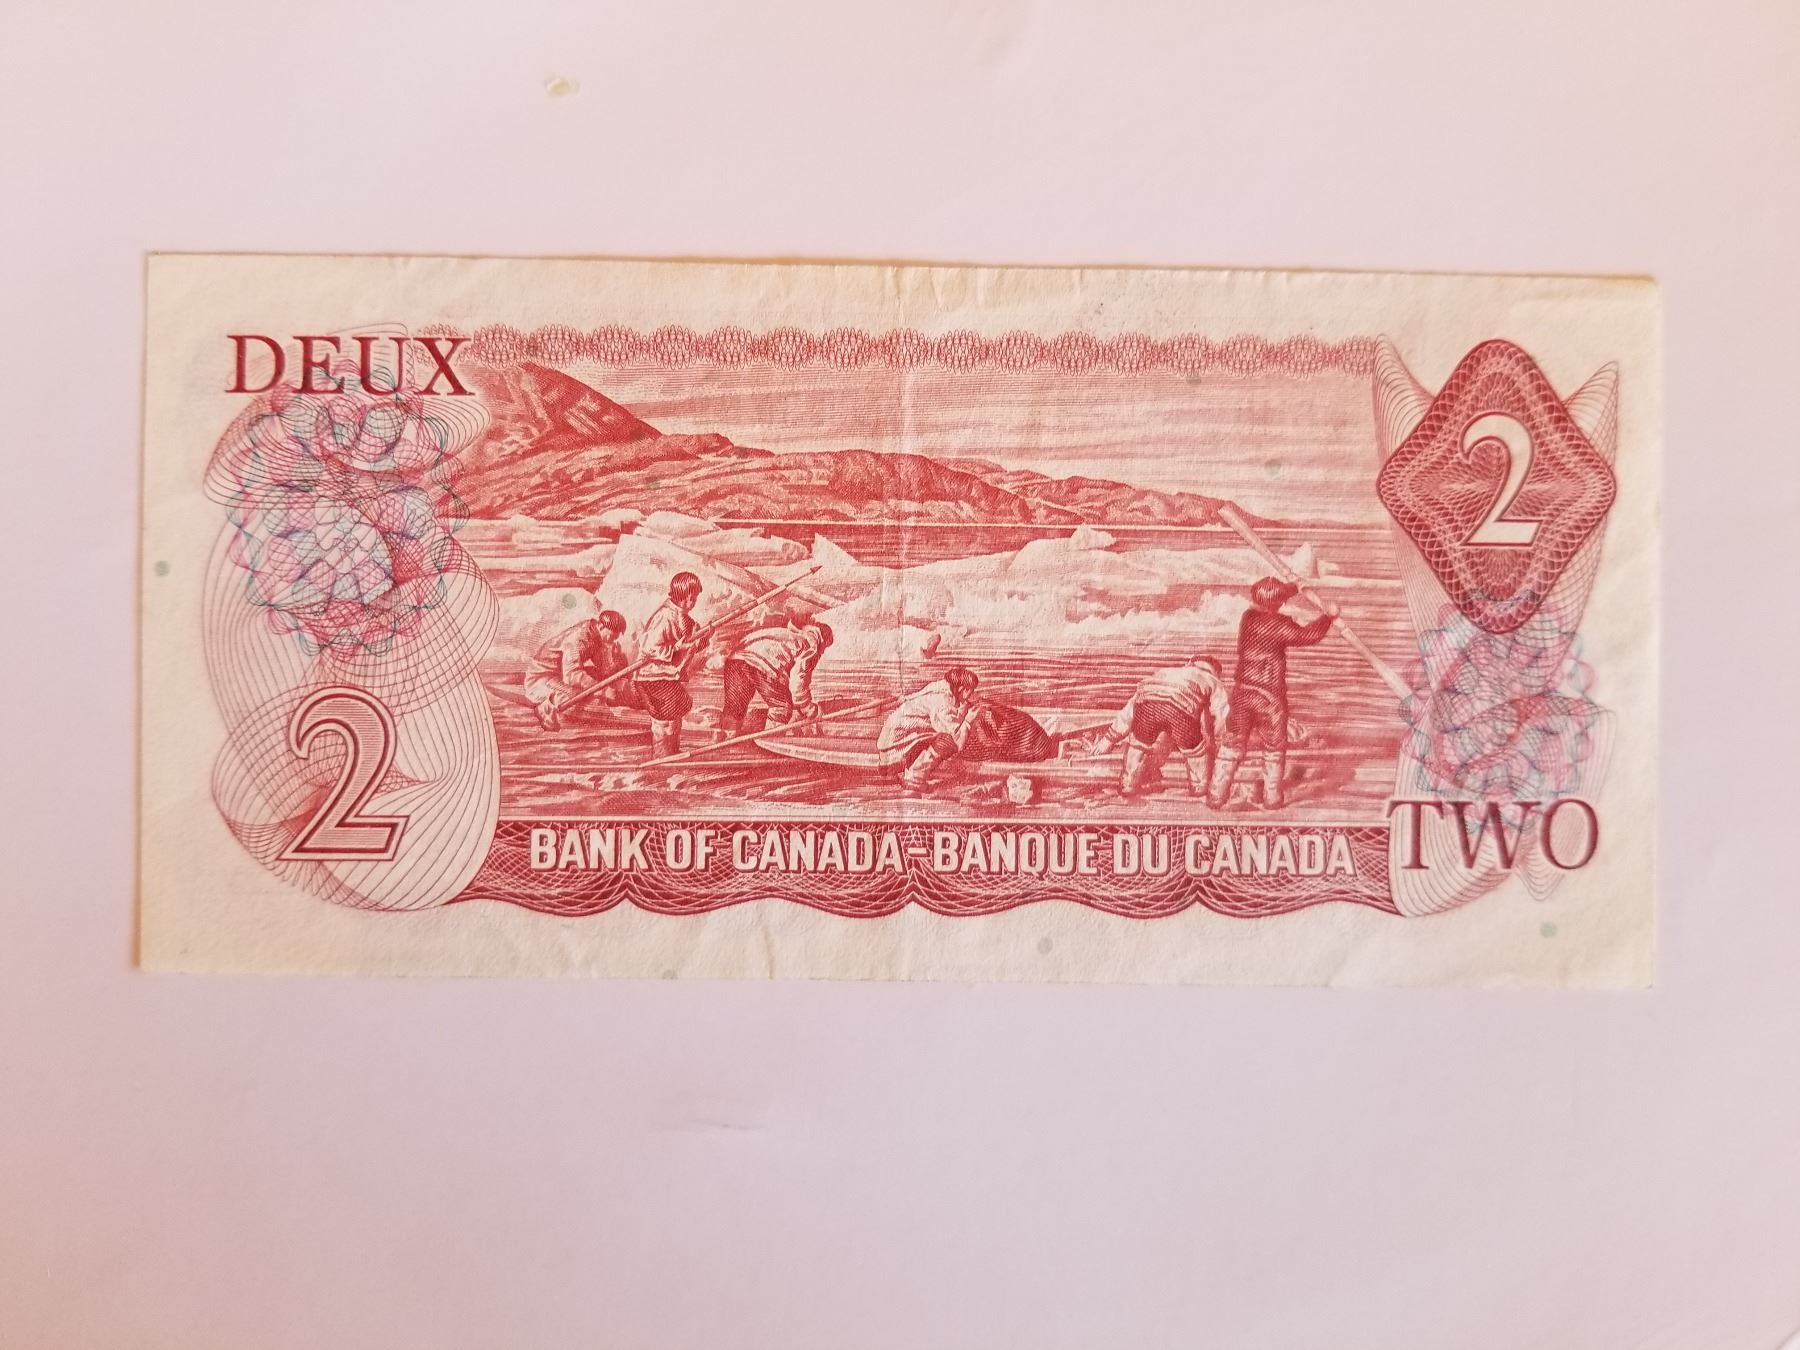 DEUX
2
2
BANK OF CANADA-BANQUE DU CANADA
TWO